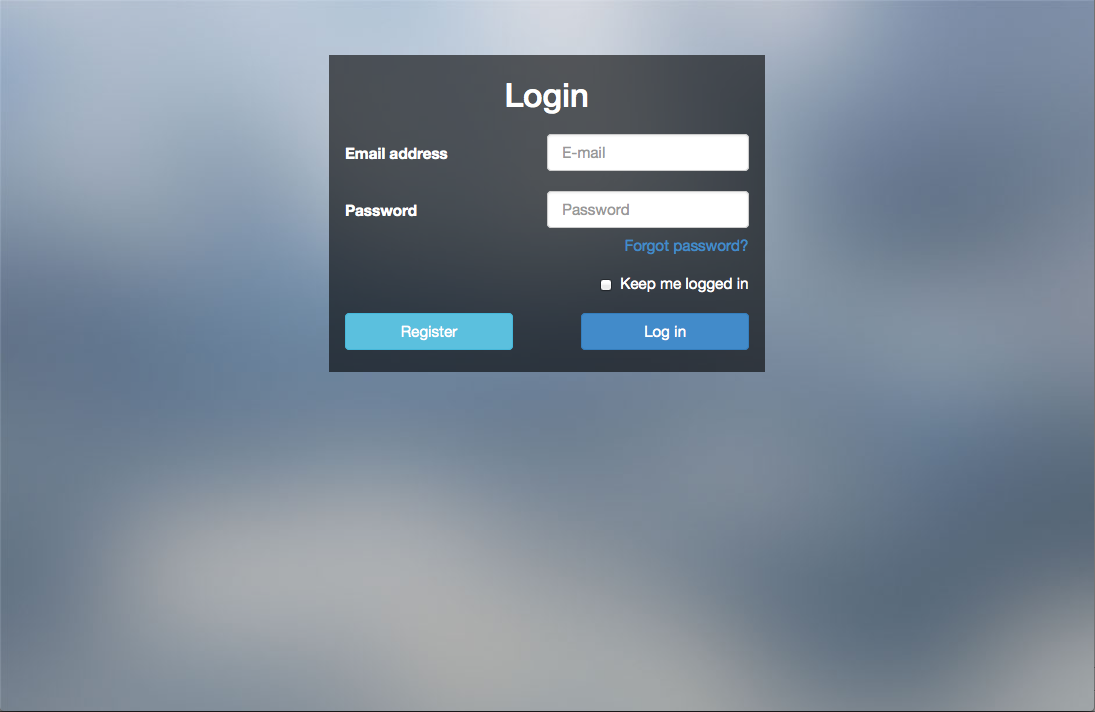 Login
Email address E-mail
Password Password
Forgot password?
Keep me logged in
Register Log in